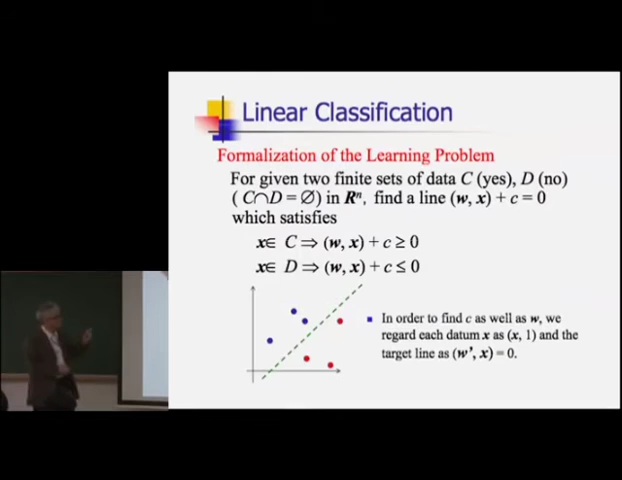 Linear Classification
Formalization of the Learning Problem
For given two finite sets of data C (yes), D (no)
( C∩D = ∅ ) in Rⁿ, find a line (w, x) + c = 0
which satisfies
x∈ C ⇒ (w, x) + c ≥ 0
x∈ D ⇒ (w, x) + c ≤ 0
In order to find c as well as w, we
regard each datum x as (x, 1) and the
target line as (w’, x) = 0.